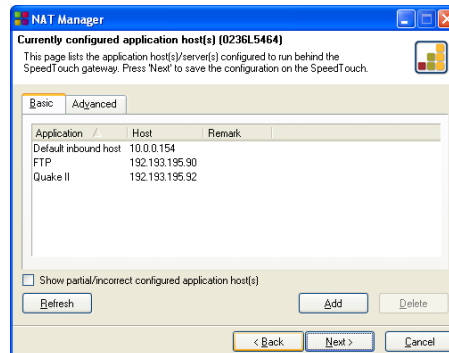 NAT Manager
Currently configured application host(s) (0236L5464)
This page lists the application host(s)/server(s) configured to run behind the
SpeedTouch gateway. Press 'Next' to save the configuration on the SpeedTouch.
Basic Advanced
Application Host Remark
Default inbound host 10.0.0.154
FTP 192.193.195.90
Quake II 192.193.195.92
Show partial/incorrect configured application host(s)
Refresh Add Delete
< Back Next > Cancel